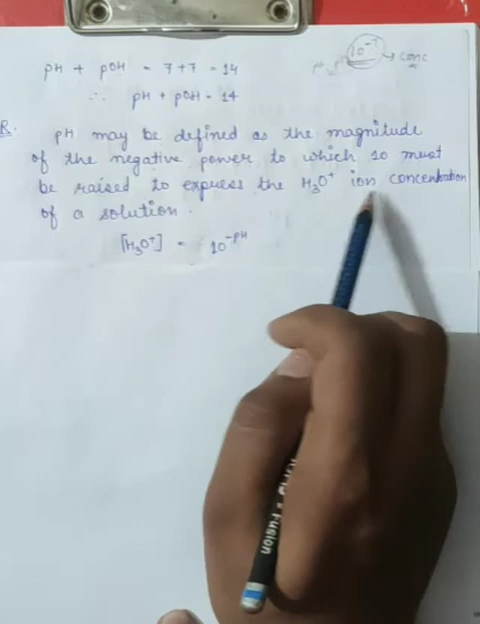 pH + pOH = 7+7 = 14
10⁻⁷ → conc
∴ pH + pOH = 14
R. pH may be defined as the magnitude
of the negative power to which 10 must
be raised to express the H₃O⁺ ion concentration
of a solution.
[H₃O⁺] = 10⁻ᵖᴴ
Fusion